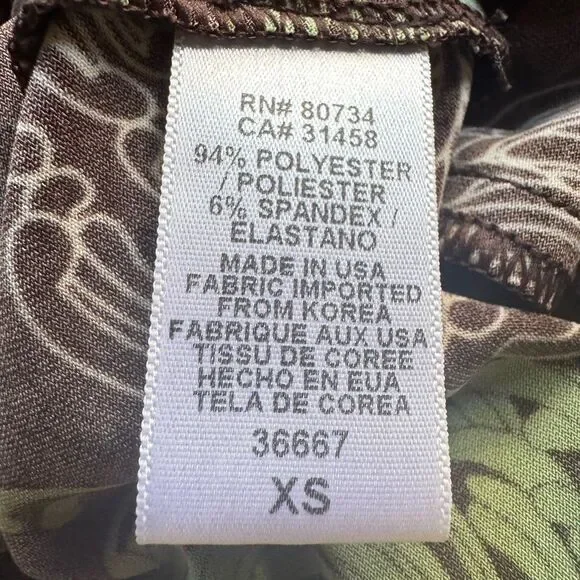 RN# 80734
CA# 31458
94% POLYESTER
/ POLIESTER
6% SPANDEX /
ELASTANO
MADE IN USA
FABRIC IMPORTED
FROM KOREA
FABRIQUE AUX USA
TISSU DE COREE
HECHO EN EUA
TELA DE COREA
36667
XS